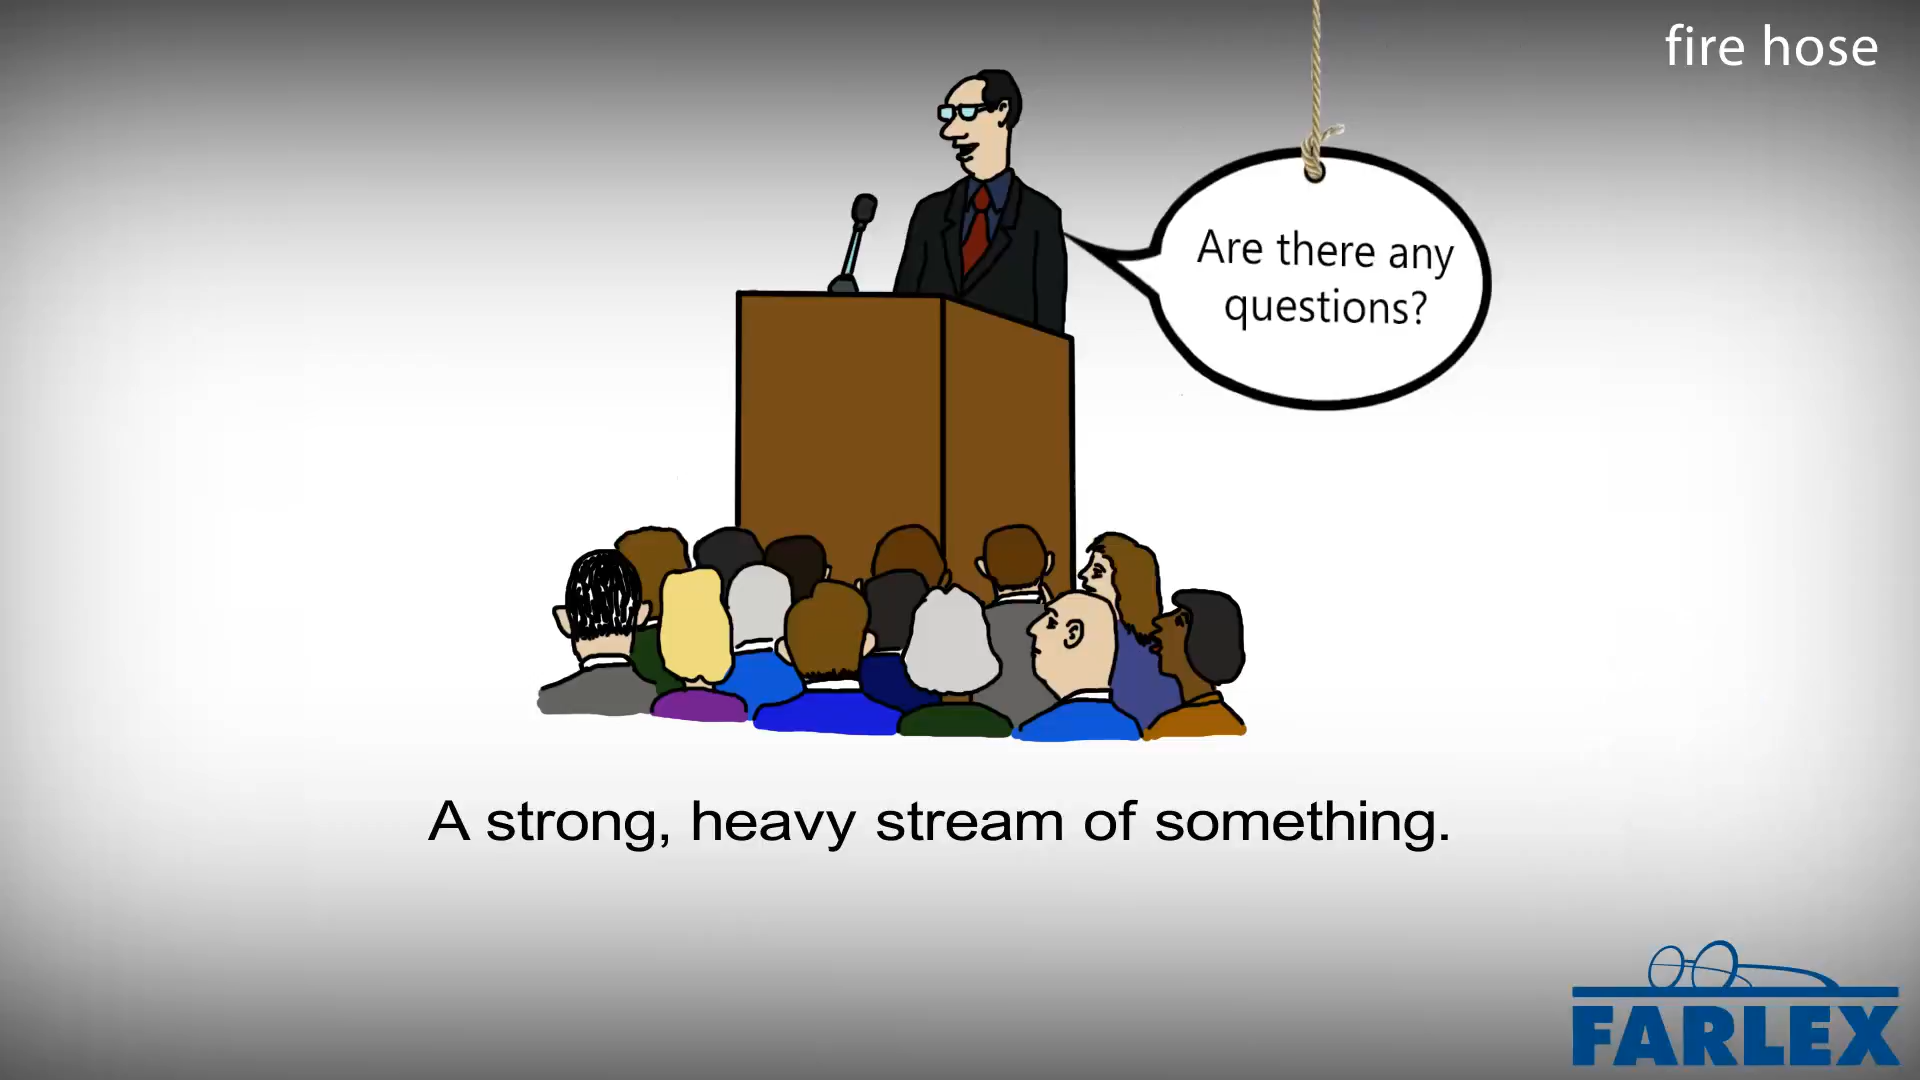 fire hose
Are there any
questions?
A strong, heavy stream of something.
FARLEX